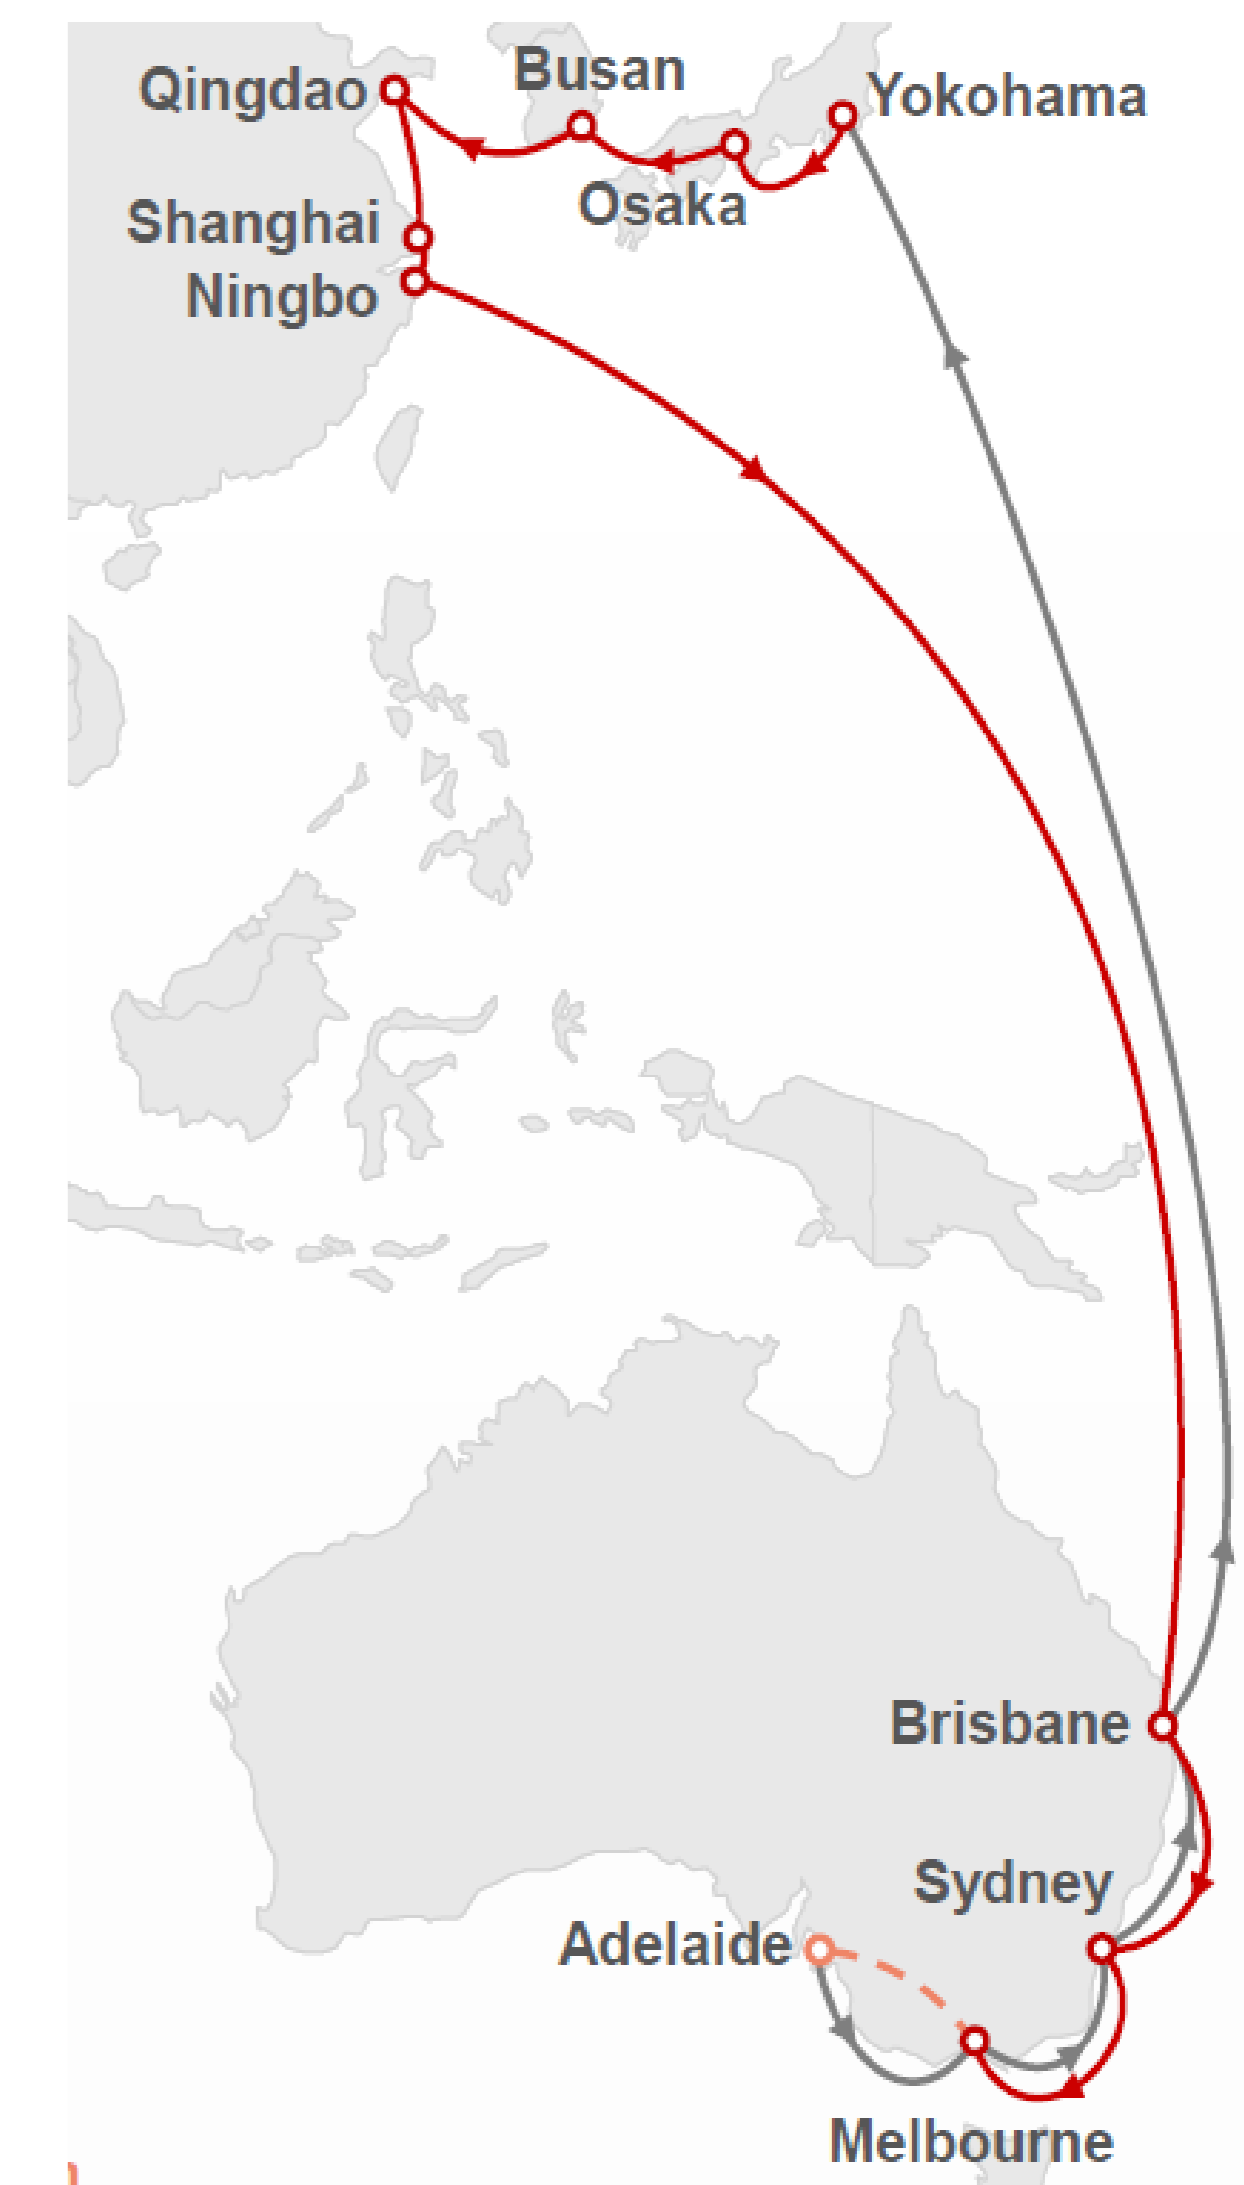 Busan
Qingdao
Yokohama
Osaka
Shanghai
Ningbo
Brisbane
Sydney
Adelaide
Melbourne